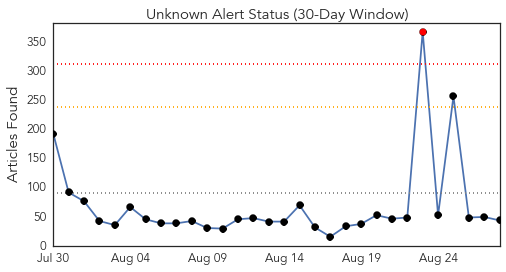 Unknown Alert Status (30-Day Window)
Articles Found
350
300
250
200
150
100
50
0
Jul 30
Aug 04
Aug 09
Aug 14
Aug 19
Aug 24